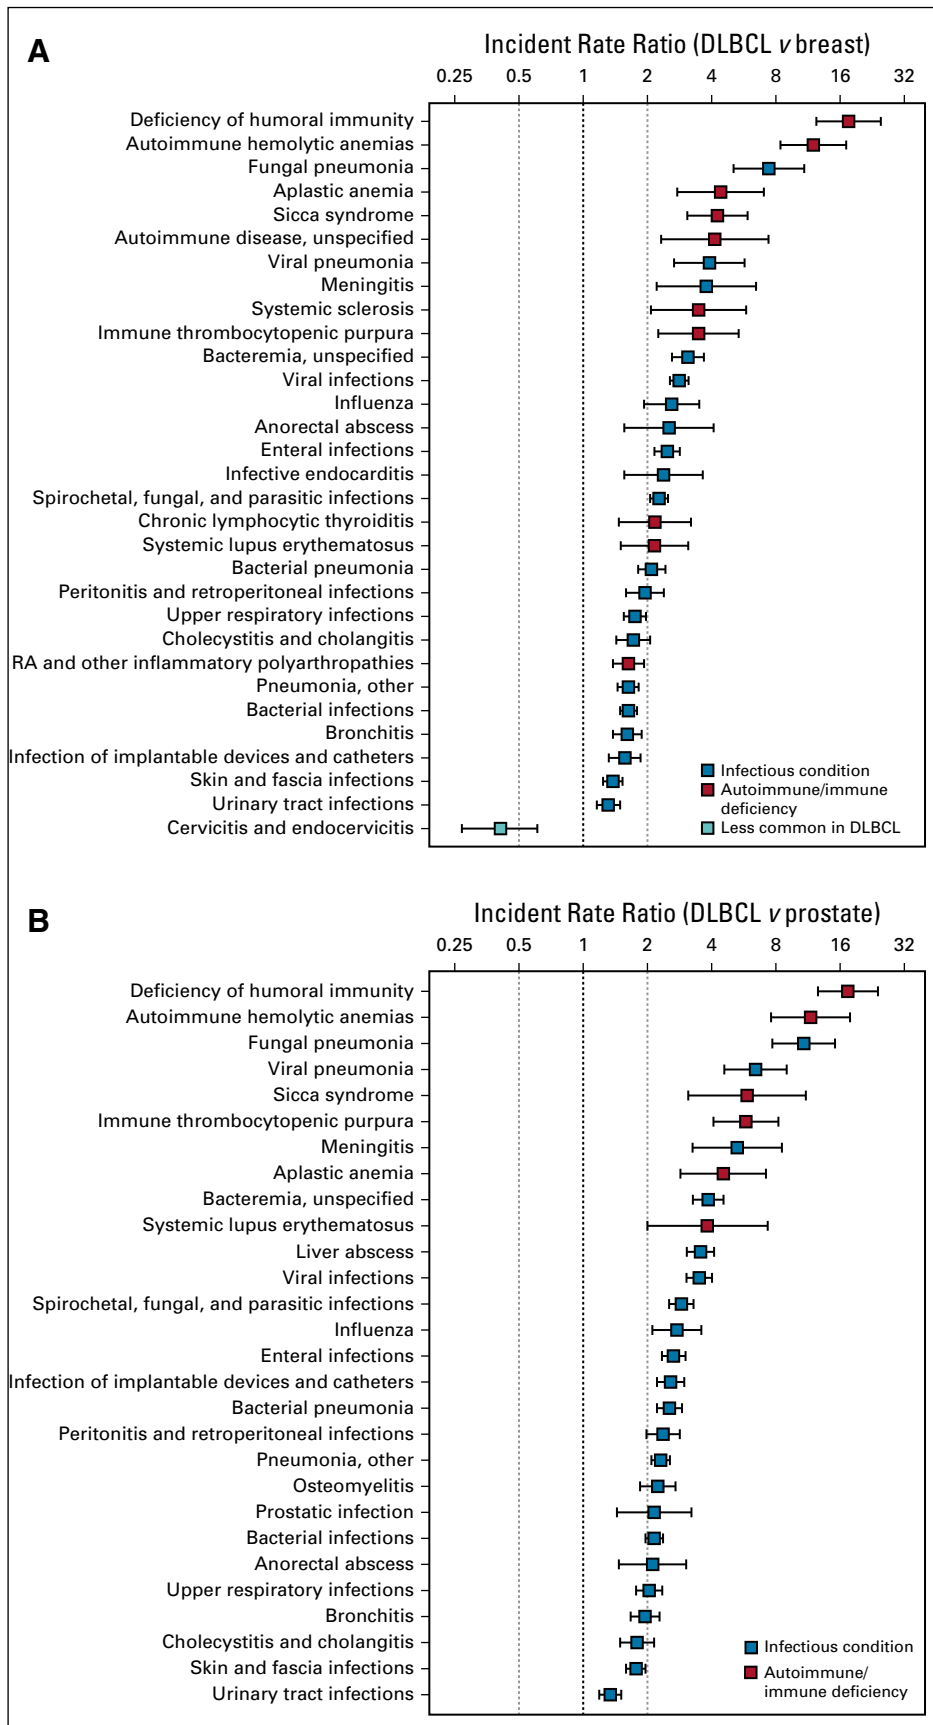 A
Incident Rate Ratio (DLBCL v breast)
0.25 0.5 1 2 4 8 16 32
Deficiency of humoral immunity
Autoimmune hemolytic anemias
Fungal pneumonia
Aplastic anemia
Sicca syndrome
Autoimmune disease, unspecified
Viral pneumonia
Meningitis
Systemic sclerosis
Immune thrombocytopenic purpura
Bacteremia, unspecified
Viral infections
Influenza
Anorectal abscess
Enteral infections
Infective endocarditis
Spirochetal, fungal, and parasitic infections
Chronic lymphocytic thyroiditis
Systemic lupus erythematosus
Bacterial pneumonia
Peritonitis and retroperitoneal infections
Upper respiratory infections
Cholecystitis and cholangitis
RA and other inflammatory polyarthropathies
Pneumonia, other
Bacterial infections
Bronchitis
Infection of implantable devices and catheters
Skin and fascia infections
Urinary tract infections
Cervicitis and endocervicitis
Infectious condition
Autoimmune/immune
deficiency
Less common in DLBCL
B
Incident Rate Ratio (DLBCL v prostate)
0.25 0.5 1 2 4 8 16 32
Deficiency of humoral immunity
Autoimmune hemolytic anemias
Fungal pneumonia
Viral pneumonia
Sicca syndrome
Immune thrombocytopenic purpura
Meningitis
Aplastic anemia
Bacteremia, unspecified
Systemic lupus erythematosus
Liver abscess
Viral infections
Spirochetal, fungal, and parasitic infections
Influenza
Enteral infections
Infection of implantable devices and catheters
Bacterial pneumonia
Peritonitis and retroperitoneal infections
Pneumonia, other
Osteomyelitis
Prostatic infection
Bacterial infections
Anorectal abscess
Upper respiratory infections
Bronchitis
Cholecystitis and cholangitis
Skin and fascia infections
Urinary tract infections
Infectious condition
Autoimmune/
immune deficiency